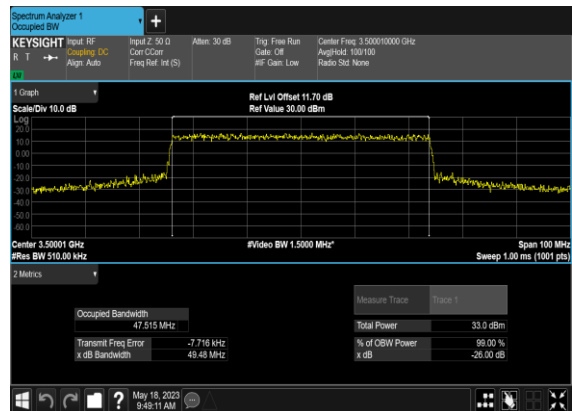 Spectrum Analyzer 1
Occupied BW
KEYSIGHT
R T
Input: RF
Coupling: DC
Align: Auto
Input Z: 50 Ω
Corr CCorr
Freq Ref: Int (S)
Atten: 30 dB
Trig: Free Run
Gate: Off
#IF Gain: Low
Center Freq: 3.500010000 GHz
Avg|Hold: 100/100
Radio Std: None
1 Graph
Scale/Div 10.0 dB
Ref Lvl Offset 11.70 dB
Ref Value 30.00 dBm
Log
20.0
10.0
0.00
-10.0
-20.0
-30.0
-40.0
-50.0
-60.0
Center 3.50001 GHz
#Res BW 510.00 kHz
#Video BW 1.5000 MHz*
Span 100 MHz
Sweep 1.00 ms (1001 pts)
2 Metrics
Measure Trace Trace 1
Occupied Bandwidth
47.515 MHz
Total Power 33.0 dBm
Transmit Freq Error -7.716 kHz
% of OBW Power 99.00 %
x dB Bandwidth 49.48 MHz
x dB -26.00 dB
?
May 18, 2023
9:49:11 AM